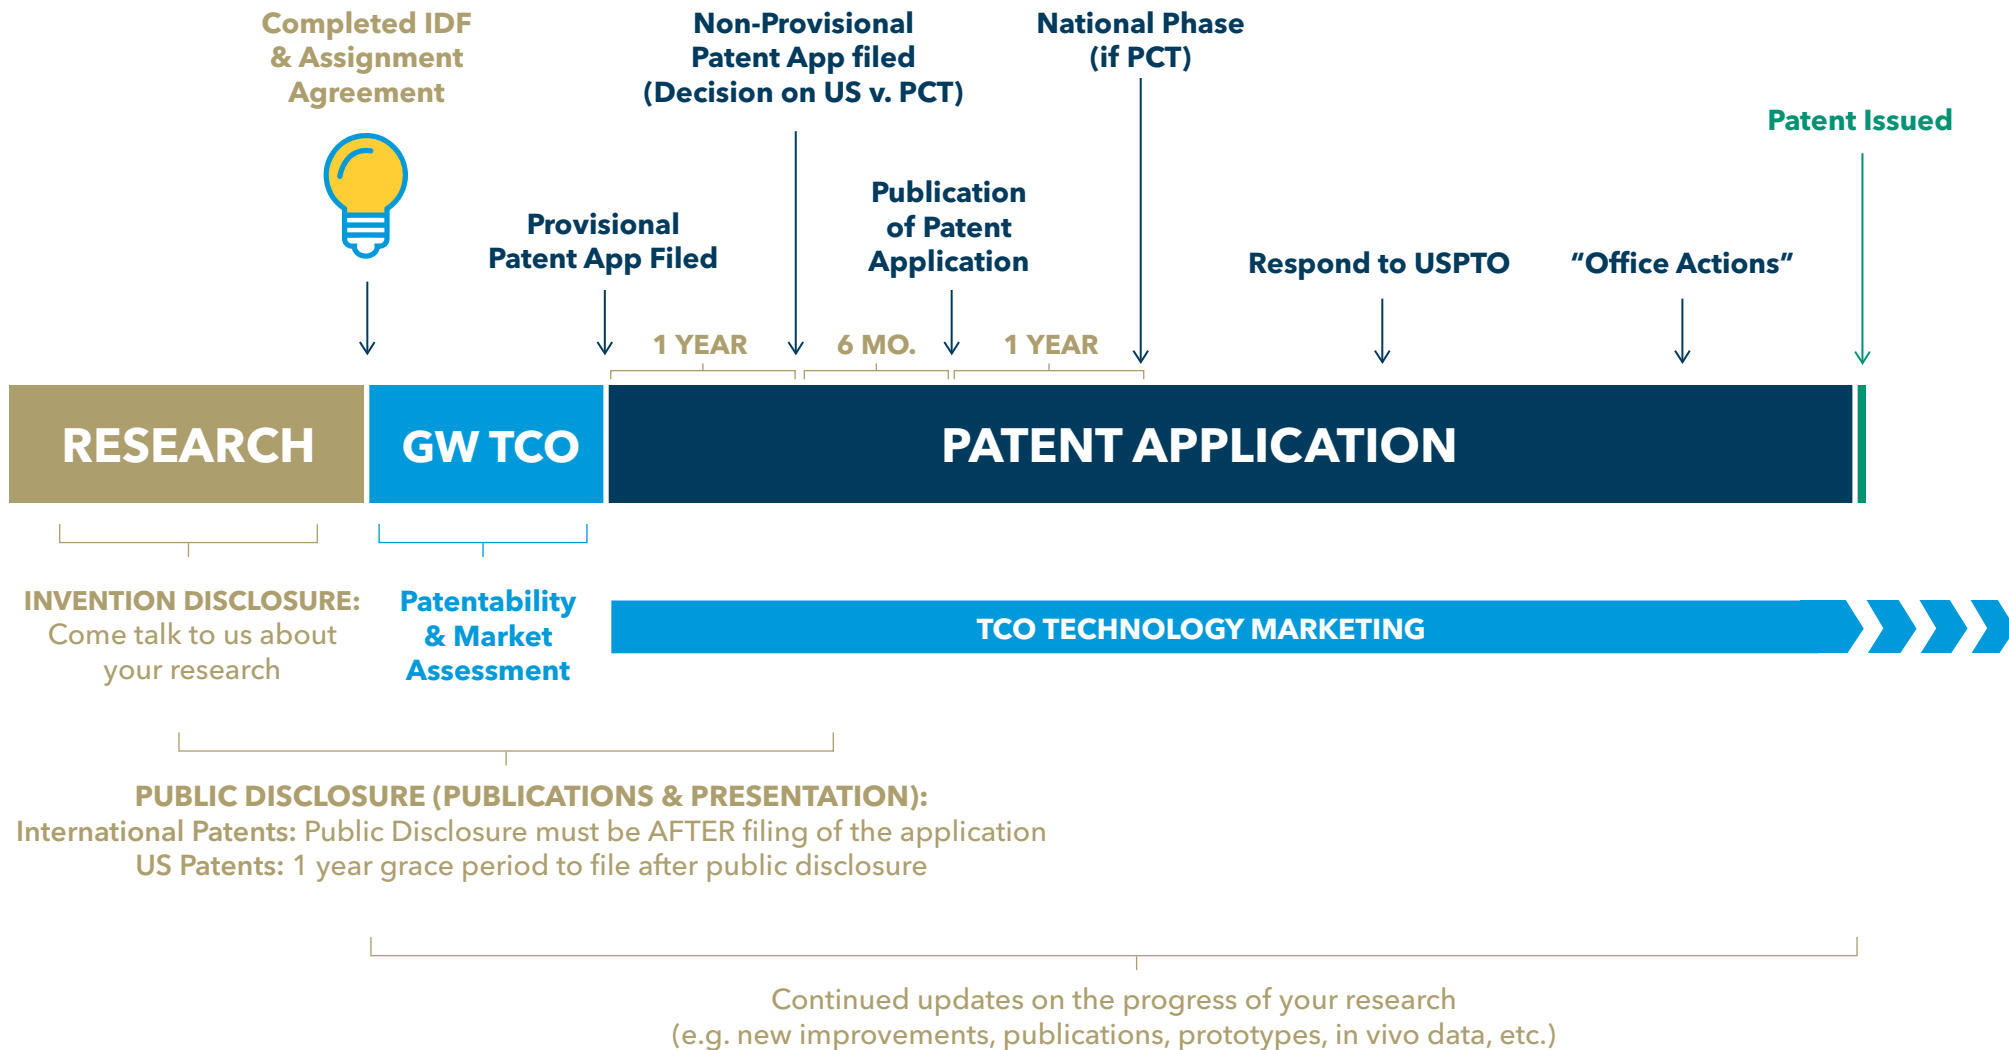 Completed IDF
& Assignment
Agreement
Non-Provisional
Patent App filed
(Decision on US v. PCT)
National Phase
(if PCT)
Patent Issued
Provisional
Patent App Filed
Publication
of Patent
Application
Respond to USPTO
“Office Actions”
1 YEAR
6 MO.
1 YEAR
RESEARCH
GW TCO
PATENT APPLICATION
INVENTION DISCLOSURE:
Come talk to us about
your research
Patentability
& Market
Assessment
TCO TECHNOLOGY MARKETING
PUBLIC DISCLOSURE (PUBLICATIONS & PRESENTATION):
International Patents: Public Disclosure must be AFTER filing of the application
US Patents: 1 year grace period to file after public disclosure
Continued updates on the progress of your research
(e.g. new improvements, publications, prototypes, in vivo data, etc.)